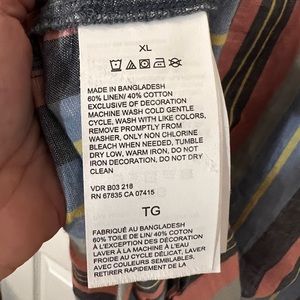 XL
MADE IN BANGLADESH
60% LINEN/ 40% COTTON
EXCLUSIVE OF DECORATION
MACHINE WASH COLD GENTLE
CYCLE, WASH WITH LIKE COLORS,
REMOVE PROMPTLY FROM
WASHER, ONLY NON CHLORINE
BLEACH WHEN NEEDED, TUMBLE
DRY LOW, WARM IRON, DO NOT
IRON DECORATION, DO NOT DRY
CLEAN
VDR B03 218
RN 67835 CA 07415
TG
FABRIQUÉ AU BANGLADESH
60% TOILE DE LIN/ 40% COTON
À L'EXCEPTION DES DÉCORATION
LAVER À LA MACHINE À L'EAU
FROIDE AU CYCLE DÉLICAT, LAVER
AVEC COULEURS SEMBLABLES,
RETIRER RAPIDEMENT DE LA